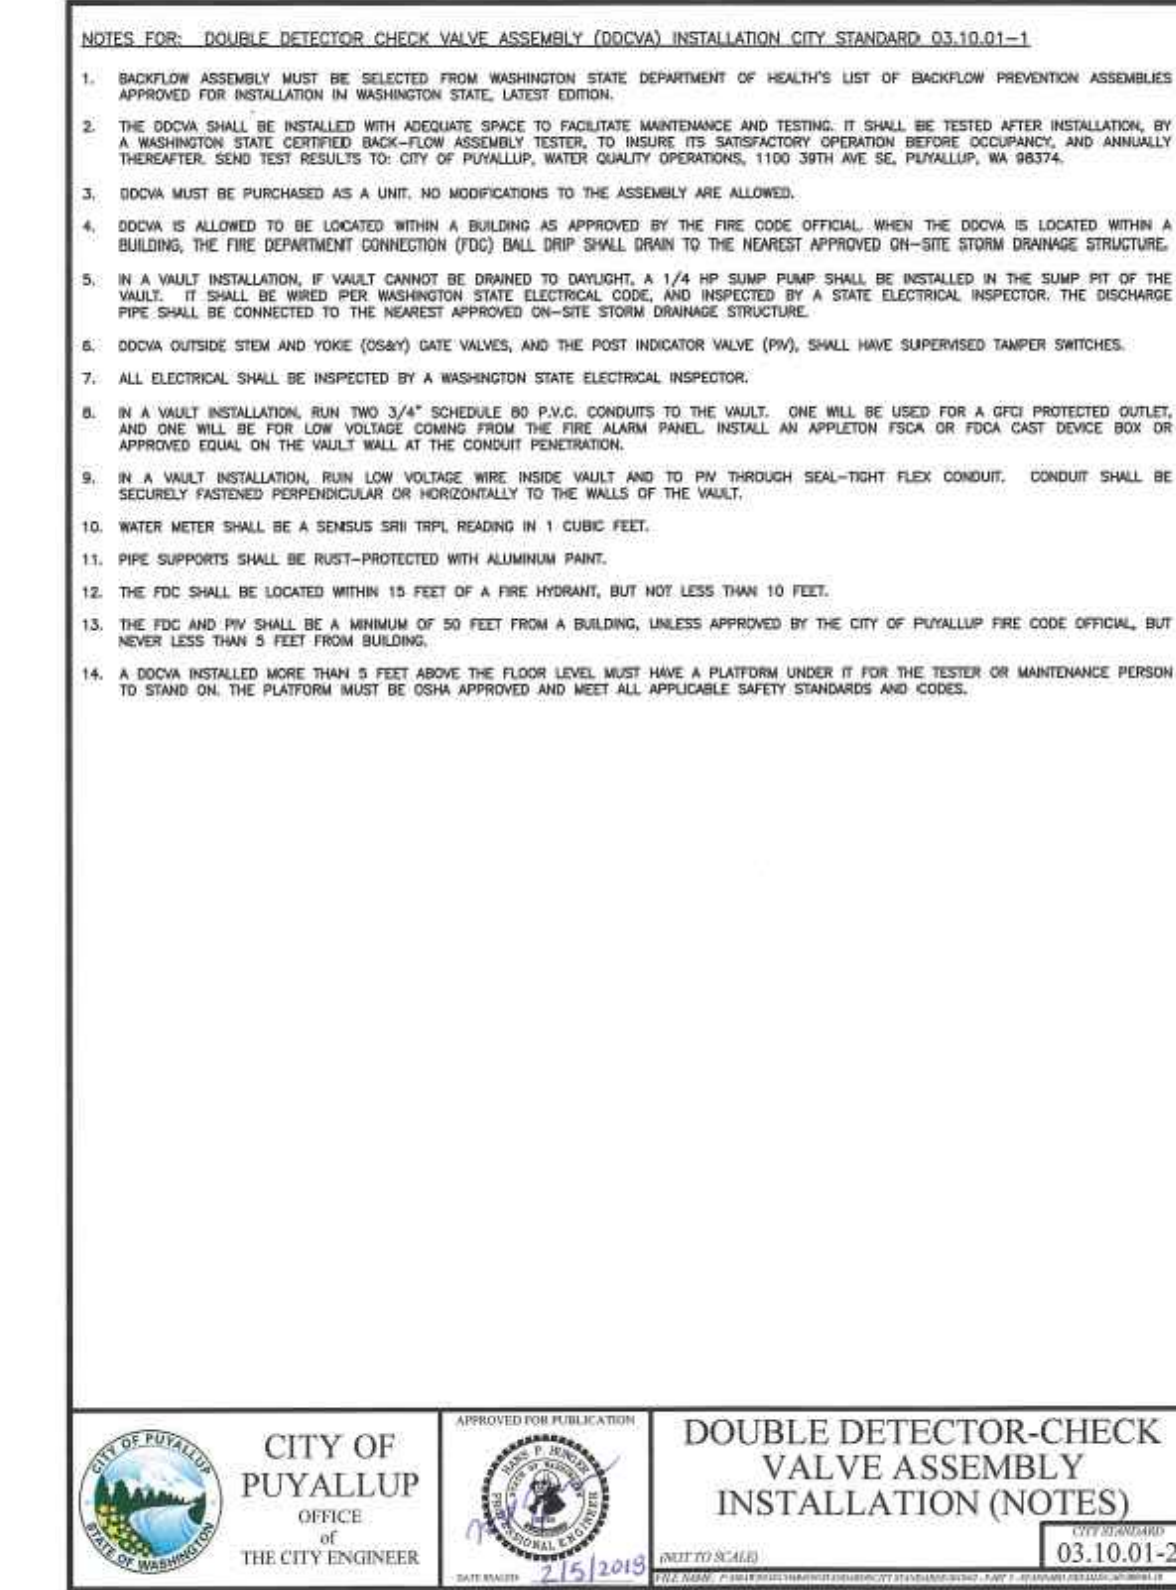 NOTES FOR: DOUBLE DETECTOR CHECK VALVE ASSEMBLY (DDCVA) INSTALLATION CITY STANDARD 03.10.01-1
1. BACKFLOW ASSEMBLY MUST BE SELECTED FROM WASHINGTON STATE DEPARTMENT OF HEALTH'S LIST OF BACKFLOW PREVENTION ASSEMBLIES
APPROVED FOR INSTALLATION IN WASHINGTON STATE, LATEST EDITION.
2. THE DDCVA SHALL BE INSTALLED WITH ADEQUATE SPACE TO FACILITATE MAINTENANCE AND TESTING. IT SHALL BE TESTED AFTER INSTALLATION, BY
A WASHINGTON STATE CERTIFIED BACK-FLOW ASSEMBLY TESTER, TO INSURE ITS SATISFACTORY OPERATION BEFORE OCCUPANCY, AND ANNUALLY
THEREAFTER. SEND TEST RESULTS TO: CITY OF PUYALLUP, WATER QUALITY OPERATIONS, 1100 39TH AVE SE, PUYALLUP, WA 98374.
3. DDCVA MUST BE PURCHASED AS A UNIT. NO MODIFICATIONS TO THE ASSEMBLY ARE ALLOWED.
4. DDCVA IS ALLOWED TO BE LOCATED WITHIN A BUILDING AS APPROVED BY THE FIRE CODE OFFICIAL. WHEN THE DDCVA IS LOCATED WITHIN A
BUILDING, THE FIRE DEPARTMENT CONNECTION (FDC) BALL DRIP SHALL DRAIN TO THE NEAREST APPROVED ON-SITE STORM DRAINAGE STRUCTURE.
5. IN A VAULT INSTALLATION, IF VAULT CANNOT BE DRAINED TO DAYLIGHT, A 1/4 HP SUMP PUMP SHALL BE INSTALLED IN THE SUMP PIT OF THE
VAULT. IT SHALL BE WIRED PER WASHINGTON STATE ELECTRICAL CODE, AND INSPECTED BY A STATE ELECTRICAL INSPECTOR. THE DISCHARGE
PIPE SHALL BE CONNECTED TO THE NEAREST APPROVED ON-SITE STORM DRAINAGE STRUCTURE.
6. DDCVA OUTSIDE STEM AND YOKE (OS&Y) GATE VALVES, AND THE POST INDICATOR VALVE (PIV), SHALL HAVE SUPERVISED TAMPER SWITCHES.
7. ALL ELECTRICAL SHALL BE INSPECTED BY A WASHINGTON STATE ELECTRICAL INSPECTOR.
8. IN A VAULT INSTALLATION, RUN TWO 3/4" SCHEDULE 80 P.V.C. CONDUITS TO THE VAULT. ONE WILL BE USED FOR A GFCI PROTECTED OUTLET,
AND ONE WILL BE FOR LOW VOLTAGE COMING FROM THE FIRE ALARM PANEL. INSTALL AN APPLETON FSCA OR FDCA CAST DEVICE BOX OR
APPROVED EQUAL ON THE VAULT WALL AT THE CONDUIT PENETRATION.
9. IN A VAULT INSTALLATION, RUN LOW VOLTAGE WIRE INSIDE VAULT AND TO PIV THROUGH SEAL-TIGHT FLEX CONDUIT. CONDUIT SHALL BE
SECURELY FASTENED PERPENDICULAR OR HORIZONTALLY TO THE WALLS OF THE VAULT.
10. WATER METER SHALL BE A SENSUS SRII TRPL READING IN 1 CUBIC FEET.
11. PIPE SUPPORTS SHALL BE RUST-PROTECTED WITH ALUMINUM PAINT.
12. THE FDC SHALL BE LOCATED WITHIN 15 FEET OF A FIRE HYDRANT, BUT NOT LESS THAN 10 FEET.
13. THE FDC AND PIV SHALL BE A MINIMUM OF 50 FEET FROM A BUILDING, UNLESS APPROVED BY THE CITY OF PUYALLUP FIRE CODE OFFICIAL, BUT
NEVER LESS THAN 5 FEET FROM BUILDING.
14. A DDCVA INSTALLED MORE THAN 5 FEET ABOVE THE FLOOR LEVEL MUST HAVE A PLATFORM UNDER IT FOR THE TESTER OR MAINTENANCE PERSON
TO STAND ON. THE PLATFORM MUST BE OSHA APPROVED AND MEET ALL APPLICABLE SAFETY STANDARDS AND CODES.
CITY OF PUYALLUP
STATE OF WASHINGTON
CITY OF
PUYALLUP
OFFICE
of
THE CITY ENGINEER
APPROVED FOR PUBLICATION
HANS P. HUNGER
STATE OF WASHINGTON
PROFESSIONAL ENGINEER
2/5/2019
DOUBLE DETECTOR-CHECK
VALVE ASSEMBLY
INSTALLATION (NOTES)
(NOT TO SCALE)
CITY STANDARD
03.10.01-2
FILE NAME: